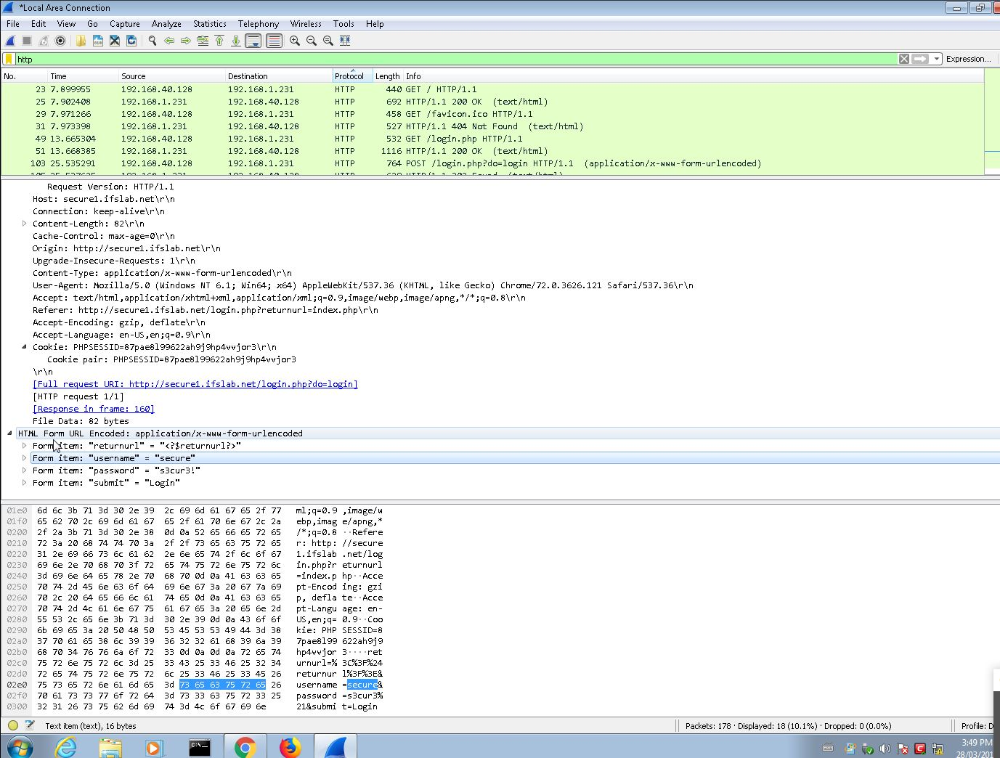 *Local Area Connection
File Edit View Go Capture Analyze Statistics Telephony Wireless Tools Help
http Expression...
No. Time Source Destination Protocol Length Info
23 7.899955 192.168.40.128 192.168.1.231 HTTP 440 GET / HTTP/1.1
25 7.902408 192.168.1.231 192.168.40.128 HTTP 692 HTTP/1.1 200 OK (text/html)
29 7.971266 192.168.40.128 192.168.1.231 HTTP 458 GET /favicon.ico HTTP/1.1
31 7.973398 192.168.1.231 192.168.40.128 HTTP 527 HTTP/1.1 404 Not Found (text/html)
49 13.665304 192.168.40.128 192.168.1.231 HTTP 532 GET /login.php HTTP/1.1
51 13.668385 192.168.1.231 192.168.40.128 HTTP 1116 HTTP/1.1 200 OK (text/html)
103 25.535291 192.168.40.128 192.168.1.231 HTTP 764 POST /login.php?do=login HTTP/1.1 (application/x-www-form-urlencoded)
Request Version: HTTP/1.1
Host: secure1.ifslab.net\r\n
Connection: keep-alive\r\n
Content-Length: 82\r\n
Cache-Control: max-age=0\r\n
Origin: http://secure1.ifslab.net\r\n
Upgrade-Insecure-Requests: 1\r\n
Content-Type: application/x-www-form-urlencoded\r\n
User-Agent: Mozilla/5.0 (Windows NT 6.1; Win64; x64) AppleWebKit/537.36 (KHTML, like Gecko) Chrome/72.0.3626.121 Safari/537.36\r\n
Accept: text/html,application/xhtml+xml,application/xml;q=0.9,image/webp,image/apng,*/*;q=0.8\r\n
Referer: http://secure1.ifslab.net/login.php?returnurl=index.php\r\n
Accept-Encoding: gzip, deflate\r\n
Accept-Language: en-US,en;q=0.9\r\n
Cookie: PHPSESSID=87pae8l99622ah9j9hp4vvjor3\r\n
Cookie pair: PHPSESSID=87pae8l99622ah9j9hp4vvjor3
\r\n
[Full request URI: http://secure1.ifslab.net/login.php?do=login]
[HTTP request 1/1]
[Response in frame: 160]
File Data: 82 bytes
HTML Form URL Encoded: application/x-www-form-urlencoded
Form item: "returnurl" = "<?$returnurl?>"
Form item: "username" = "secure"
Form item: "password" = "s3cur3!"
Form item: "submit" = "Login"
01e0 6d 6c 3b 71 3d 30 2e 39 2c 69 6d 61 67 65 2f 77 ml;q=0.9 ,image/w
01f0 65 62 70 2c 69 6d 61 67 65 2f 61 70 6e 67 2c 2a ebp,imag e/apng,*
0200 2f 2a 3b 71 3d 30 2e 38 0d 0a 52 65 66 65 72 65 /*;q=0.8 ··Refere
0210 72 3a 20 68 74 74 70 3a 2f 2f 73 65 63 75 72 65 r: http: //secure
0220 31 2e 69 66 73 6c 61 62 2e 6e 65 74 2f 6c 6f 67 1.ifslab .net/log
0230 69 6e 2e 70 68 70 3f 72 65 74 75 72 6e 75 72 6c in.php?r eturnurl
0240 3d 69 6e 64 65 78 2e 70 68 70 0d 0a 41 63 63 65 =index.p hp··Acce
0250 70 74 2d 45 6e 63 6f 64 69 6e 67 3a 20 67 7a 69 pt-Encod ing: gzi
0260 70 2c 20 64 65 66 6c 61 74 65 0d 0a 41 63 63 65 p, defla te··Acce
0270 70 74 2d 4c 61 6e 67 75 61 67 65 3a 20 65 6e 2d pt-Langu age: en-
0280 55 53 2c 65 6e 3b 71 3d 30 2e 39 0d 0a 43 6f 6f US,en;q= 0.9··Coo
0290 6b 69 65 3a 20 50 48 50 53 45 53 53 49 44 3d 38 kie: PHP SESSID=8
02a0 37 70 61 65 38 6c 39 39 36 32 32 61 68 39 6a 39 7pae8l99 622ah9j9
02b0 68 70 34 76 76 6a 6f 72 33 0d 0a 0d 0a 72 65 74 hp4vvjor 3····ret
02c0 75 72 6e 75 72 6c 3d 25 33 43 25 33 46 25 32 34 urnurl=% 3C%3F%24
02d0 72 65 74 75 72 6e 75 72 6c 25 33 46 25 33 45 26 returnur l%3F%3E&
02e0 75 73 65 72 6e 61 6d 65 3d 73 65 63 75 72 65 26 username =secure&
02f0 70 61 73 73 77 6f 72 64 3d 73 33 63 75 72 33 25 password =s3cur3%
0300 32 31 26 73 75 62 6d 69 74 3d 4c 6f 67 69 6e 21&submi t=Login
Text item (text), 16 bytes Packets: 178 · Displayed: 18 (10.1%) · Dropped: 0 (0.0%) Profile: D
3:49 PM
28/03/201